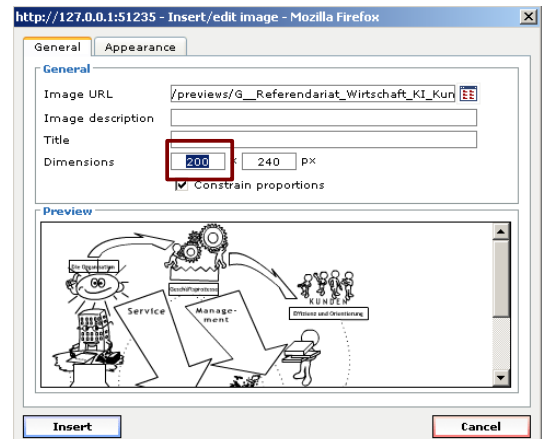 http://127.0.0.1:51235 - Insert/edit image - Mozilla Firefox
General Appearance
General
Image URL /previews/G__Referendariat_Wirtschaft_KI_Kun
Image description
Title
Dimensions 200 x 240 px
Constrain proportions
Preview
Die Organisation
Geschäftsprozesse
KUNDEN
Effizienz und Orientierung
Service
Manage-
ment
Insert Cancel